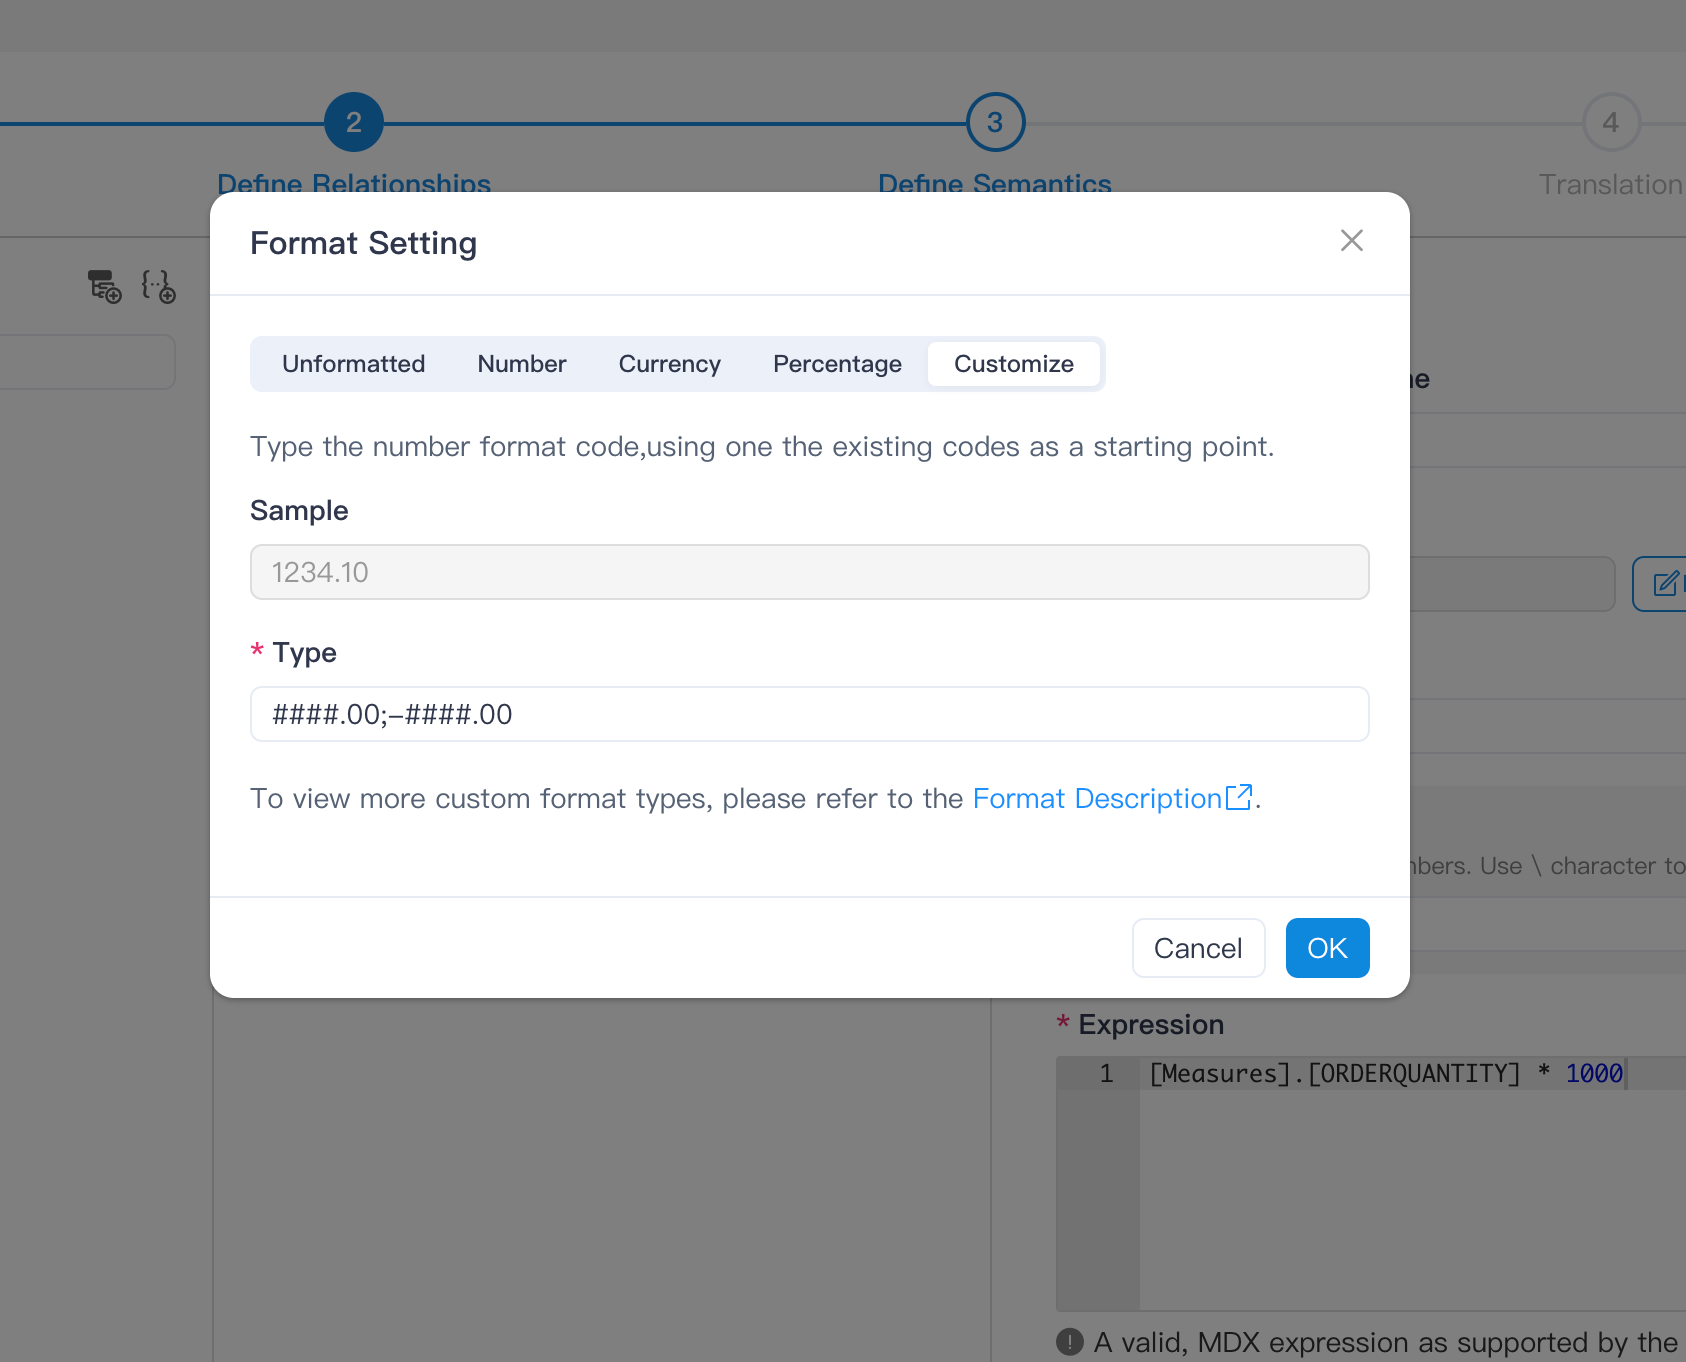 2
3
4
Define Relationships
Define Semantics
Translation
Format Setting
Unformatted
Number
Currency
Percentage
Customize
Type the number format code,using one the existing codes as a starting point.
Sample
1234.10
* Type
####.00;-####.00
To view more custom format types, please refer to the Format Description.
Use \ character to
Cancel
OK
* Expression
1
[Measures].[ORDERQUANTITY] * 1000
A valid, MDX expression as supported by the